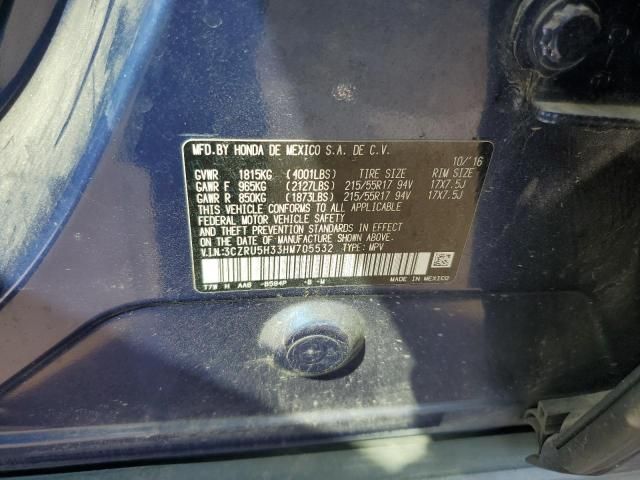 MFD.BY HONDA DE MEXICO S.A. DE C.V.
10/'16
GVWR 1815KG (4001LBS) TIRE SIZE RIM SIZE
GAWR F 965KG (2127LBS) 215/55R17 94V 17X7.5J
GAWR R 850KG (1873LBS) 215/55R17 94V 17X7.5J
THIS VEHICLE CONFORMS TO ALL APPLICABLE
FEDERAL MOTOR VEHICLE SAFETY
AND THEFT PREVENTION STANDARDS IN EFFECT
ON THE DATE OF MANUFACTURE SHOWN ABOVE.
V.I.N.:3CZRU5H33HM705532 TYPE: MPV
T7W H AA6 -B594P -B -M
MADE IN MEXICO